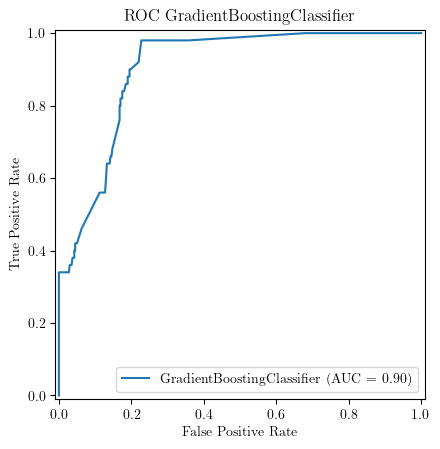 ROC GradientBoostingClassifier
1.0
0.8
0.6
0.4
0.2
0.0
True Positive Rate
GradientBoostingClassifier (AUC = 0.90)
0.0 0.2 0.4 0.6 0.8 1.0
False Positive Rate